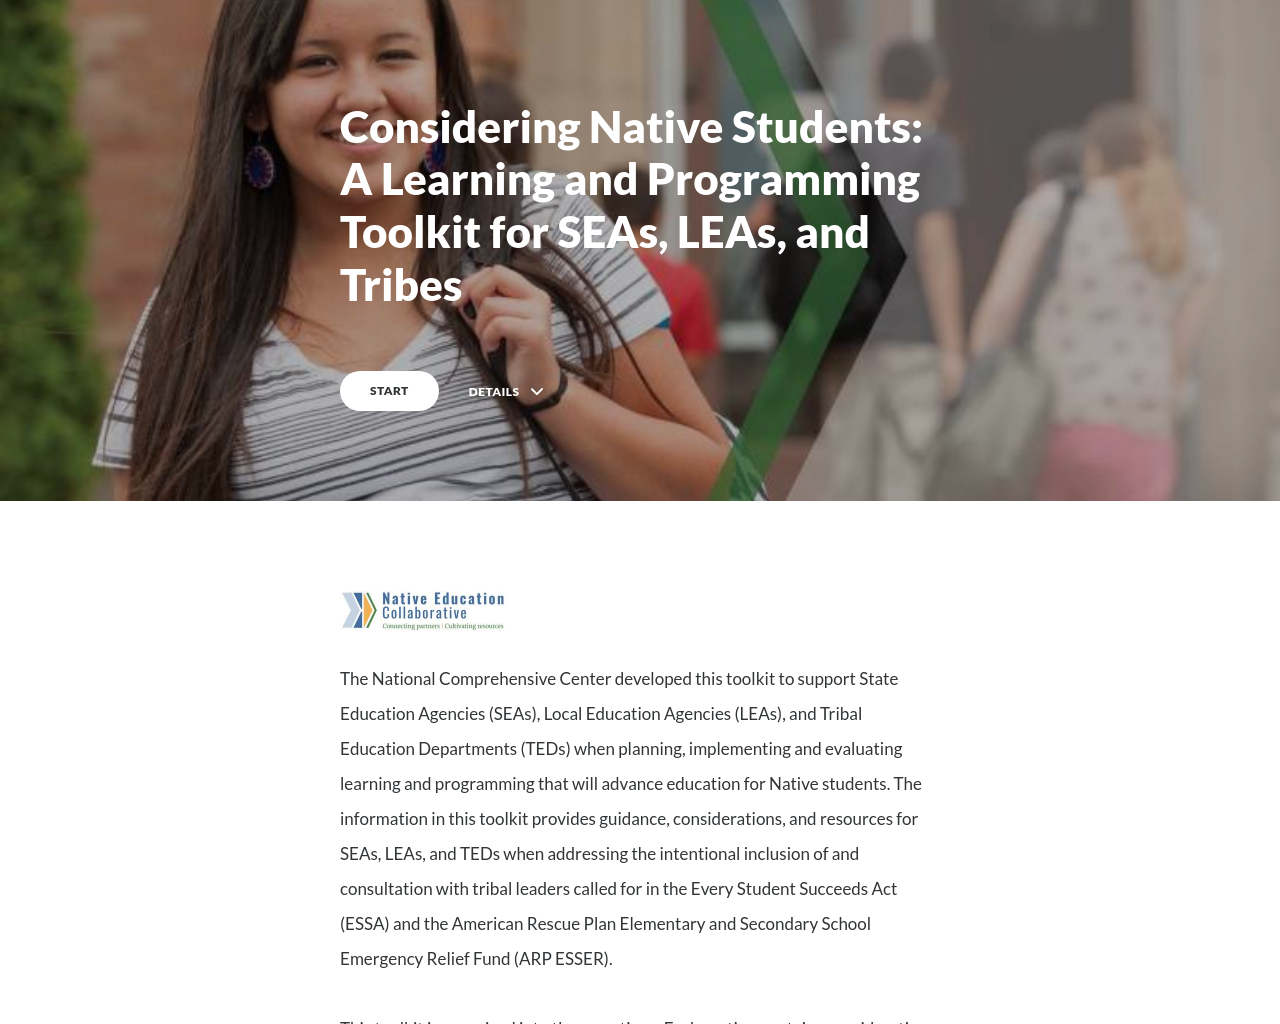 Considering Native Students:
A Learning and Programming
Toolkit for SEAs, LEAs, and
Tribes
START
DETAILS
Native Education
Collaborative
Connecting partners | Cultivating resources
The National Comprehensive Center developed this toolkit to support State
Education Agencies (SEAs), Local Education Agencies (LEAs), and Tribal
Education Departments (TEDs) when planning, implementing and evaluating
learning and programming that will advance education for Native students. The
information in this toolkit provides guidance, considerations, and resources for
SEAs, LEAs, and TEDs when addressing the intentional inclusion of and
consultation with tribal leaders called for in the Every Student Succeeds Act
(ESSA) and the American Rescue Plan Elementary and Secondary School
Emergency Relief Fund (ARP ESSER).